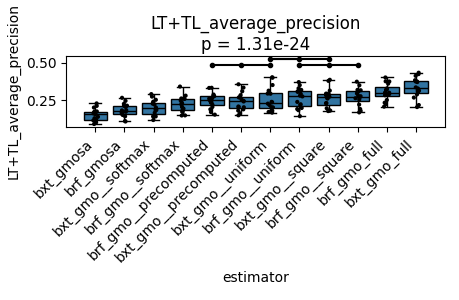 LT+TL_average_precision
p = 1.31e-24
LT+TL_average_precision
0.50
0.25
bxt_gmosa
brf_gmosa
bxt_gmo__softmax
brf_gmo__softmax
brf_gmo__precomputed
bxt_gmo__precomputed
bxt_gmo__uniform
brf_gmo__uniform
bxt_gmo__square
brf_gmo__square
brf_gmo_full
bxt_gmo_full
estimator